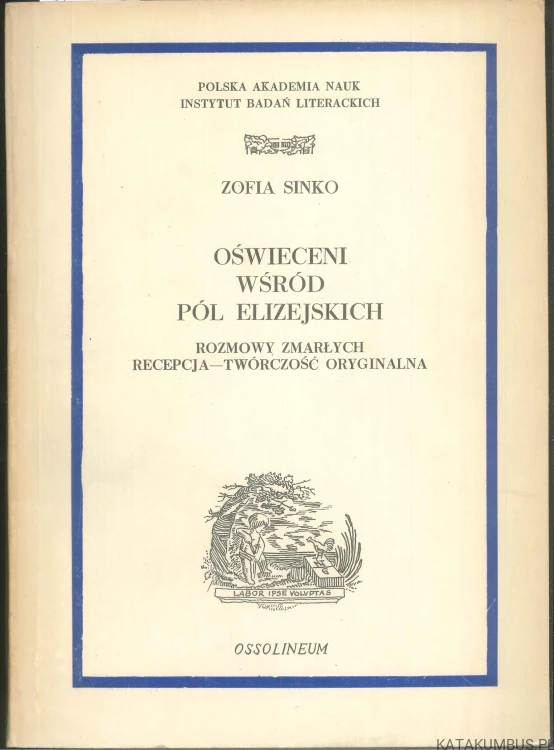 POLSKA AKADEMIA NAUK
INSTYTUT BADAŃ LITERACKICH
ZOFIA SINKO
OŚWIECENI
WŚRÓD
PÓL ELIZEJSKICH
ROZMOWY ZMARŁYCH
RECEPCJA—TWÓRCZOŚĆ ORYGINALNA
LABOR IPSE VOLVPTAS
OSSOLINEUM
KATAKUMBUS.PL